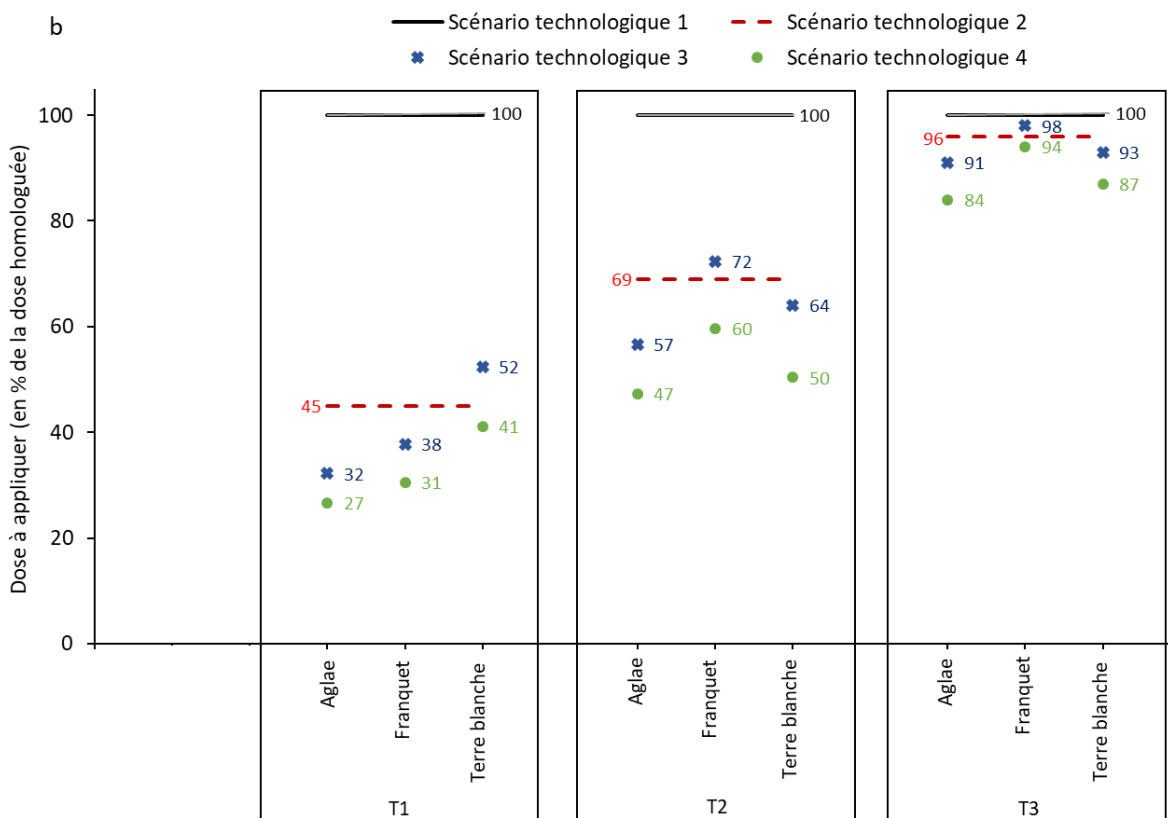 b
Scénario technologique 1
Scénario technologique 2
Scénario technologique 3
Scénario technologique 4
Dose à appliquer (en % de la dose homologuée)
100
80
60
40
20
0
100
45
52
38
32
41
31
27
100
69
72
64
57
60
50
47
100
96
98
94
93
91
87
84
Aglae
Franquet
Terre blanche
Aglae
Franquet
Terre blanche
Aglae
Franquet
Terre blanche
T1
T2
T3